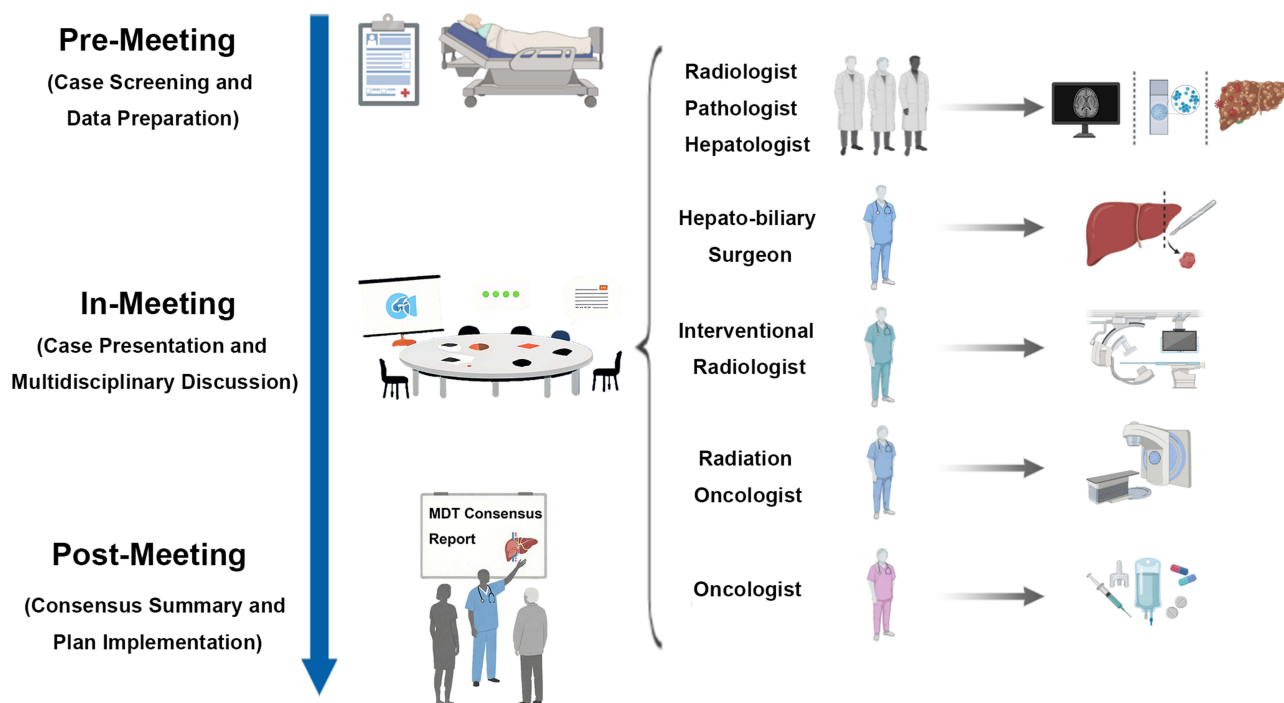 Pre-Meeting
(Case Screening and
Data Preparation)
In-Meeting
(Case Presentation and
Multidisciplinary Discussion)
Post-Meeting
(Consensus Summary and
Plan Implementation)
MDT Consensus
Report
Radiologist
Pathologist
Hepatologist
Hepato-biliary
Surgeon
Interventional
Radiologist
Radiation
Oncologist
Oncologist